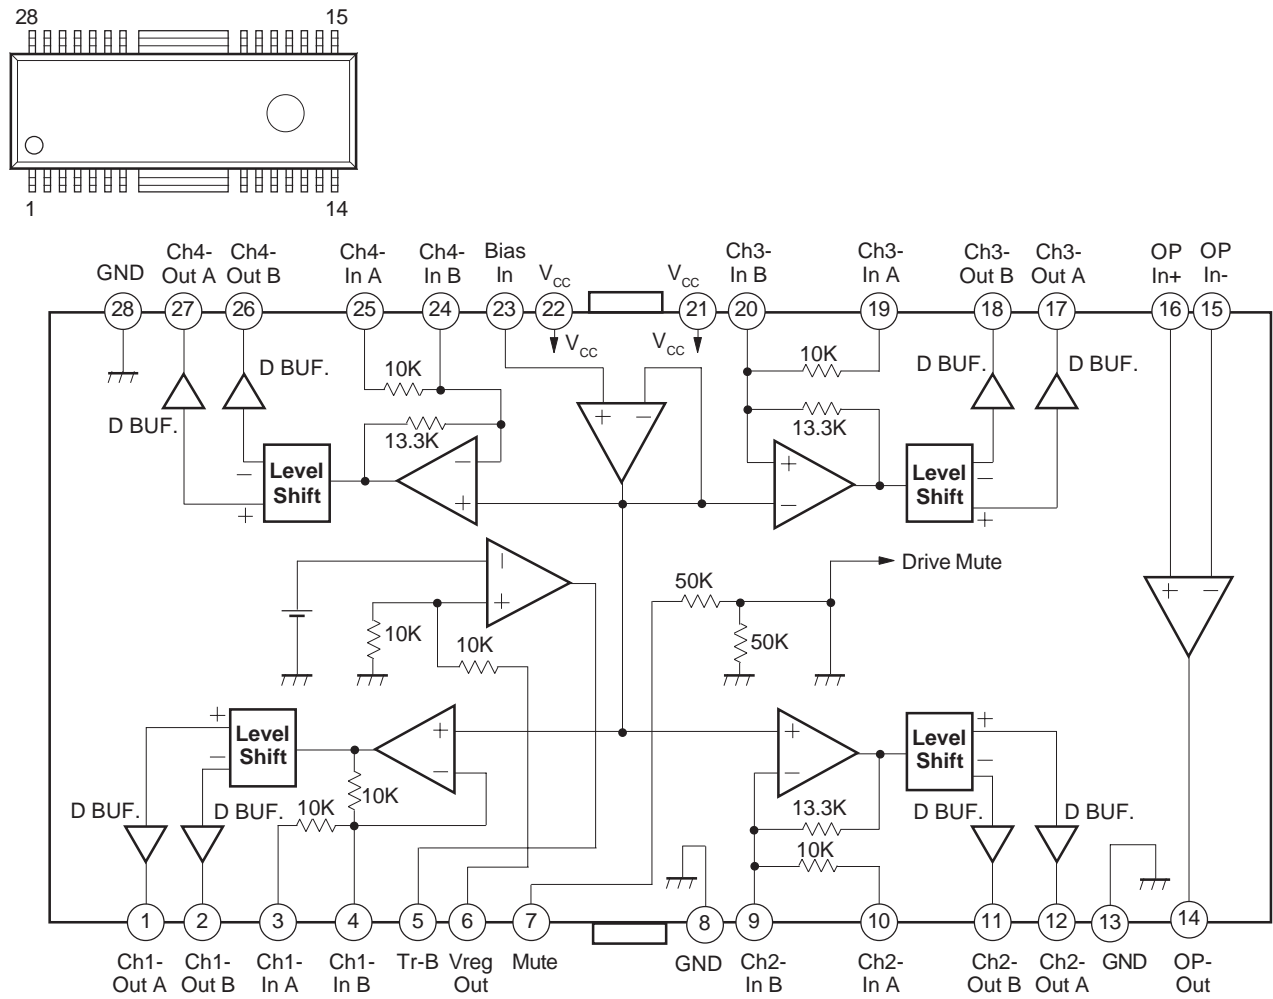 28 15
1 14
GND
Ch4-
Out A
Ch4-
Out B
Ch4-
In A
Ch4-
In B
Bias
In
VCC
VCC
Ch3-
In B
Ch3-
In A
Ch3-
Out B
Ch3-
Out A
OP
In+
OP
In-
28 27 26 25 24 23 22 21 20 19 18 17 16 15
VCC VCC
D BUF.
D BUF.
10K
13.3K
10K
13.3K
D BUF.
D BUF.
+ −
Level
Shift
−
+
−
+
+
−
Level
Shift
−
+
Drive Mute
−
+
10K
10K
50K
50K
+ −
Level
Shift
+
−
+
−
10K
10K
+
−
13.3K
10K
Level
Shift
+
−
D BUF.
D BUF.
D BUF.
D BUF.
1 2 3 4 5 6 7 8 9 10 11 12 13 14
Ch1-
Out A
Ch1-
Out B
Ch1-
In A
Ch1-
In B
Tr-B
Vreg
Out
Mute
GND
Ch2-
In B
Ch2-
In A
Ch2-
Out B
Ch2-
Out A
GND
OP-
Out